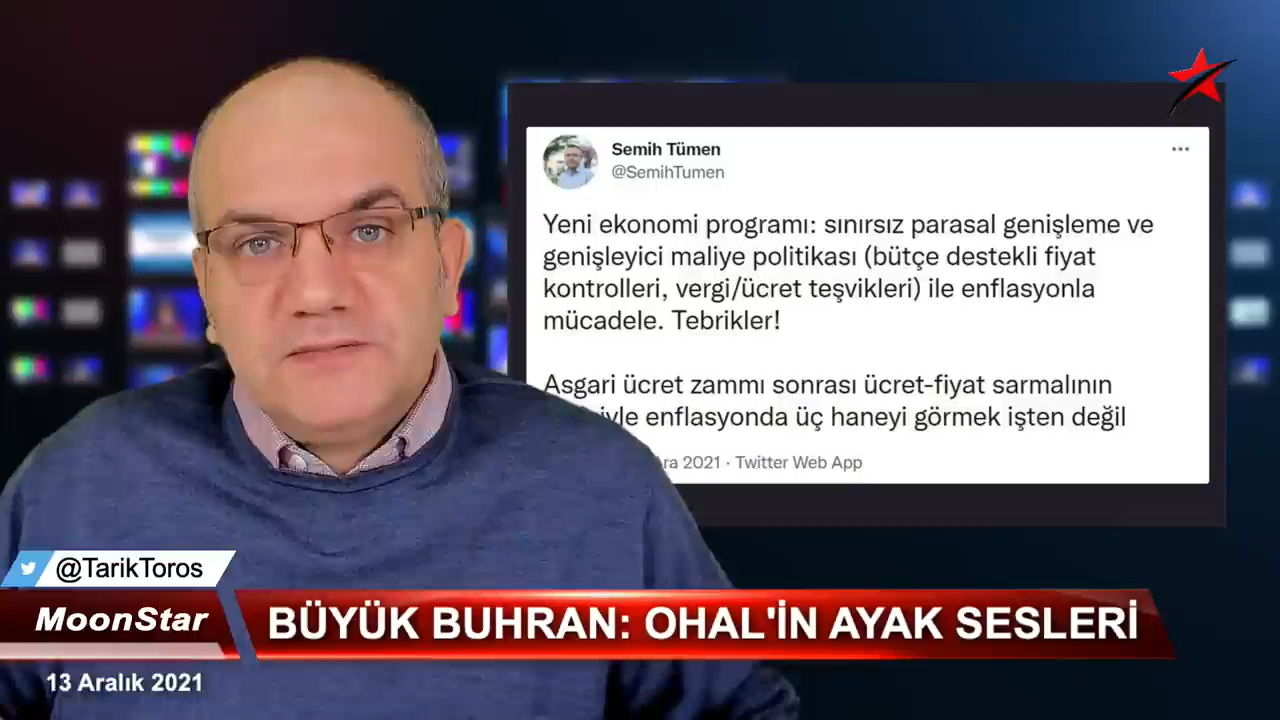 Semih Tümen
@SemihTumen
Yeni ekonomi programı: sınırsız parasal genişleme ve
genişleyici maliye politikası (bütçe destekli fiyat
kontrolleri, vergi/ücret teşvikleri) ile enflasyonla
mücadele. Tebrikler!
Asgari ücret zammı sonrası ücret-fiyat sarmalının
enflasyonda üç haneyi görmek işten değil
2021 · Twitter Web App
@TarikToros
MoonStar
BÜYÜK BUHRAN: OHAL'İN AYAK SESLERİ
13 Aralık 2021